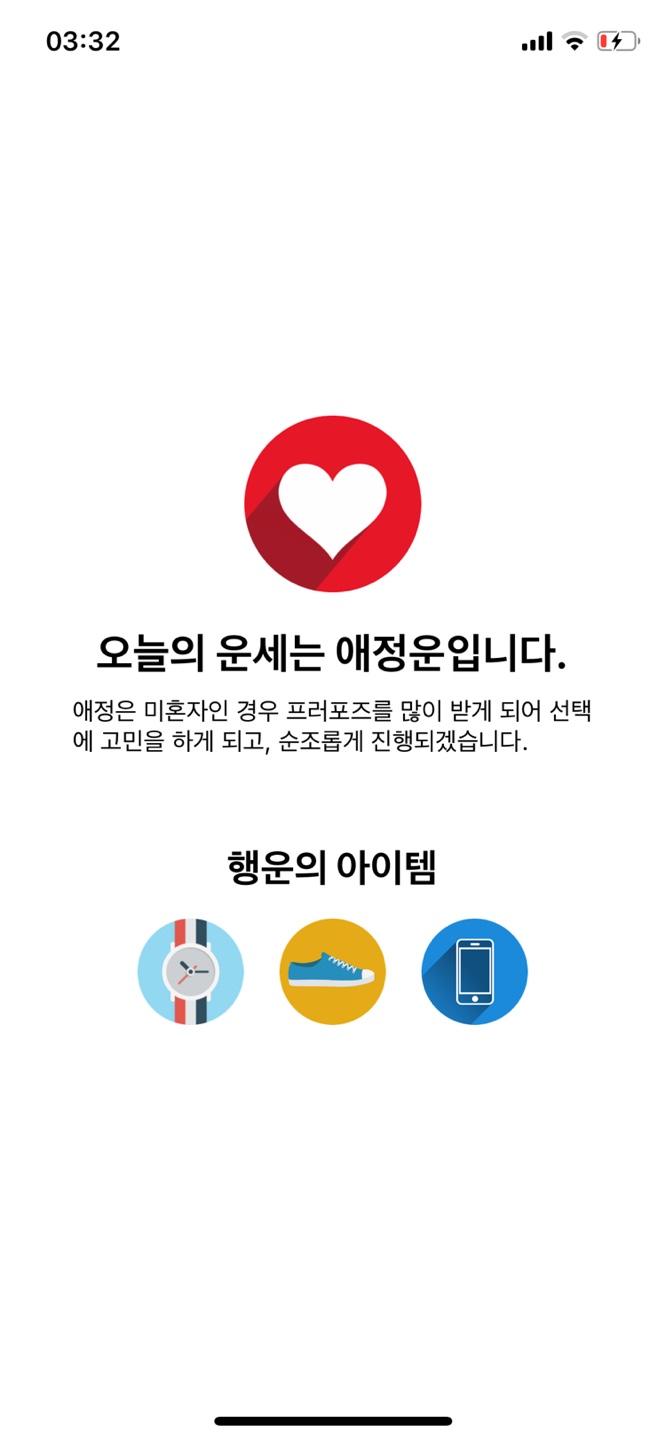 03:32
오늘의 운세는 애정운입니다.
애정은 미혼자인 경우 프러포즈를 많이 받게 되어 선택
에 고민을 하게 되고, 순조롭게 진행되겠습니다.
행운의 아이템